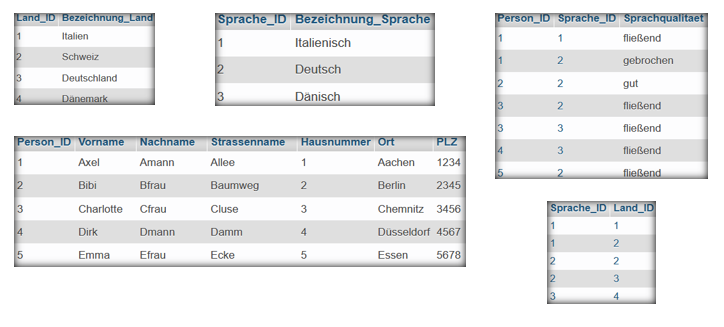 Land_ID Bezeichnung_Land
1 Italien
2 Schweiz
3 Deutschland
4 Dänemark
Sprache_ID Bezeichnung_Sprache
1 Italienisch
2 Deutsch
3 Dänisch
Person_ID Sprache_ID Sprachqualitaet
1 1 fließend
1 2 gebrochen
2 2 gut
3 2 fließend
3 3 fließend
4 3 fließend
5 2 fließend
Person_ID Vorname Nachname Strassenname Hausnummer Ort PLZ
1 Axel Amann Allee 1 Aachen 1234
2 Bibi Bfrau Baumweg 2 Berlin 2345
3 Charlotte Cfrau Cluse 3 Chemnitz 3456
4 Dirk Dmann Damm 4 Düsseldorf 4567
5 Emma Efrau Ecke 5 Essen 5678
Sprache_ID Land_ID
1 1
1 2
2 2
2 3
3 4